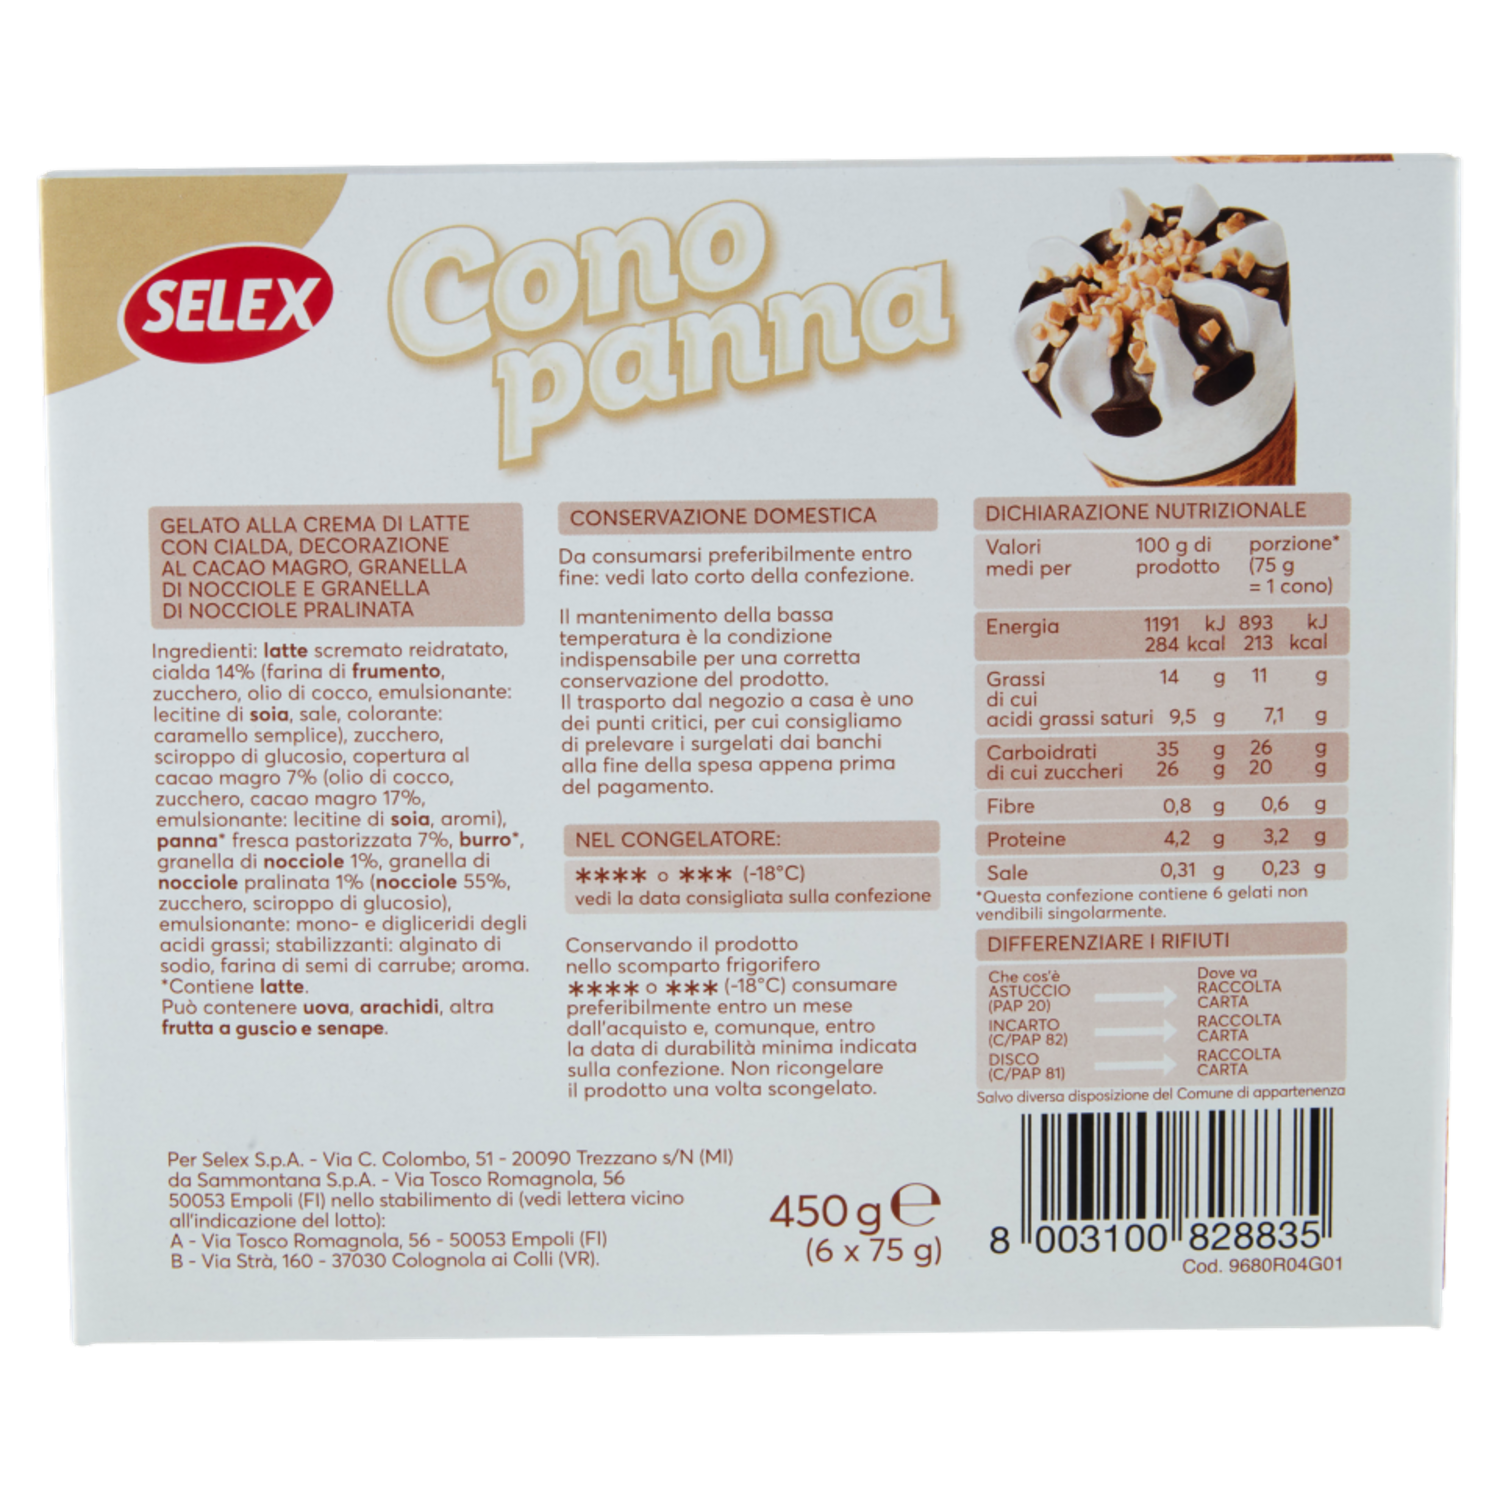 SELEX
Cono
panna
GELATO ALLA CREMA DI LATTE
CON CIALDA, DECORAZIONE
AL CACAO MAGRO, GRANELLA
DI NOCCIOLE E GRANELLA
DI NOCCIOLE PRALINATA
Ingredienti: latte scremato reidratato,
cialda 14% (farina di frumento,
zucchero, olio di cocco, emulsionante:
lecitine di soia, sale, colorante:
caramello semplice), zucchero,
sciroppo di glucosio, copertura al
cacao magro 7% (olio di cocco,
zucchero, cacao magro 17%,
emulsionante: lecitine di soia, aromi),
panna* fresca pastorizzata 7%, burro*,
granella di nocciole 1%, granella di
nocciole pralinata 1% (nocciole 55%,
zucchero, sciroppo di glucosio),
emulsionante: mono- e digliceridi degli
acidi grassi; stabilizzanti: alginato di
sodio, farina di semi di carrube; aroma.
*Contiene latte.
Può contenere uova, arachidi, altra
frutta a guscio e senape.
CONSERVAZIONE DOMESTICA
Da consumarsi preferibilmente entro
fine: vedi lato corto della confezione.
Il mantenimento della bassa
temperatura è la condizione
indispensabile per una corretta
conservazione del prodotto.
Il trasporto dal negozio a casa è uno
dei punti critici, per cui consigliamo
di prelevare i surgelati dai banchi
alla fine della spesa appena prima
del pagamento.
NEL CONGELATORE:
**** o *** (-18°C)
vedi la data consigliata sulla confezione
Conservando il prodotto
nello scomparto frigorifero
**** o *** (-18°C) consumare
preferibilmente entro un mese
dall'acquisto e, comunque, entro
la data di durabilità minima indicata
sulla confezione. Non ricongelare
il prodotto una volta scongelato.
DICHIARAZIONE NUTRIZIONALE
Valori 100 g di porzione*
medi per prodotto (75 g
= 1 cono)
Energia 1191 kJ 893 kJ
284 kcal 213 kcal
Grassi 14 g 11 g
di cui
acidi grassi saturi 9,5 g 7,1 g
Carboidrati 35 g 26 g
di cui zuccheri 26 g 20 g
Fibre 0,8 g 0,6 g
Proteine 4,2 g 3,2 g
Sale 0,31 g 0,23 g
*Questa confezione contiene 6 gelati non
vendibili singolarmente.
DIFFERENZIARE I RIFIUTI
Che cos'è Dove va
ASTUCCIO RACCOLTA
(PAP 20) CARTA
INCARTO RACCOLTA
(C/PAP 82) CARTA
DISCO RACCOLTA
(C/PAP 81) CARTA
Salvo diversa disposizione del Comune di appartenenza
Per Selex S.p.A. - Via C. Colombo, 51 - 20090 Trezzano s/N (MI)
da Sammontana S.p.A. - Via Tosco Romagnola, 56
50053 Empoli (FI) nello stabilimento di (vedi lettera vicino
all'indicazione del lotto):
A - Via Tosco Romagnola, 56 - 50053 Empoli (FI)
B - Via Strà, 160 - 37030 Colognola ai Colli (VR).
450 g ℮
(6 x 75 g)
8 003100 828835
Cod. 9680R04G01